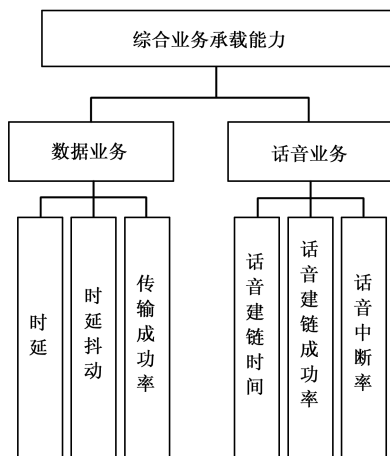 综合业务承载能力
数据业务
话音业务
时延
时延抖动
传输成功率
话音建链时间
话音建链成功率
话音中断率